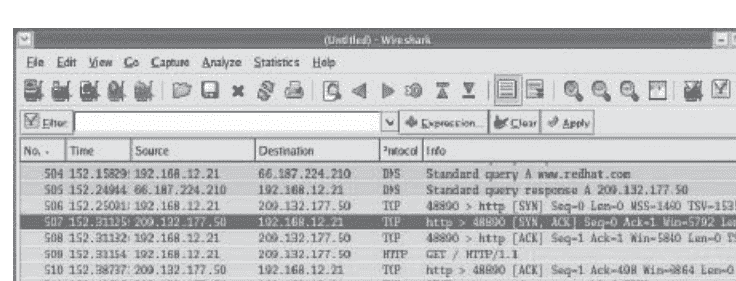 (Untitled) - Wireshark
File Edit View Go Capture Analyze Statistics Help
Filter: Expression... Clear Apply
No. - Time Source Destination Protocol Info
504 152.15829 192.168.12.21 66.187.224.210 DNS Standard query A www.redhat.com
505 152.24944 66.187.224.210 192.168.12.21 DNS Standard query response A 209.132.177.50
506 152.25091 192.168.12.21 209.132.177.50 TCP 48890 > http [SYN] Seq=0 Len=0 MSS=1460 TSV=1535
507 152.31125 209.132.177.50 192.168.12.21 TCP http > 48890 [SYN, ACK] Seq=0 Ack=1 Win=5792 Len
508 152.31132 192.168.12.21 209.132.177.50 TCP 48890 > http [ACK] Seq=1 Ack=1 Win=5840 Len=0
509 152.31154 192.168.12.21 209.132.177.50 HTTP GET / HTTP/1.1
510 152.38737 209.132.177.50 192.168.12.21 TCP http > 48890 [ACK] Seq=1 Ack=498 Win=6864 Len=0